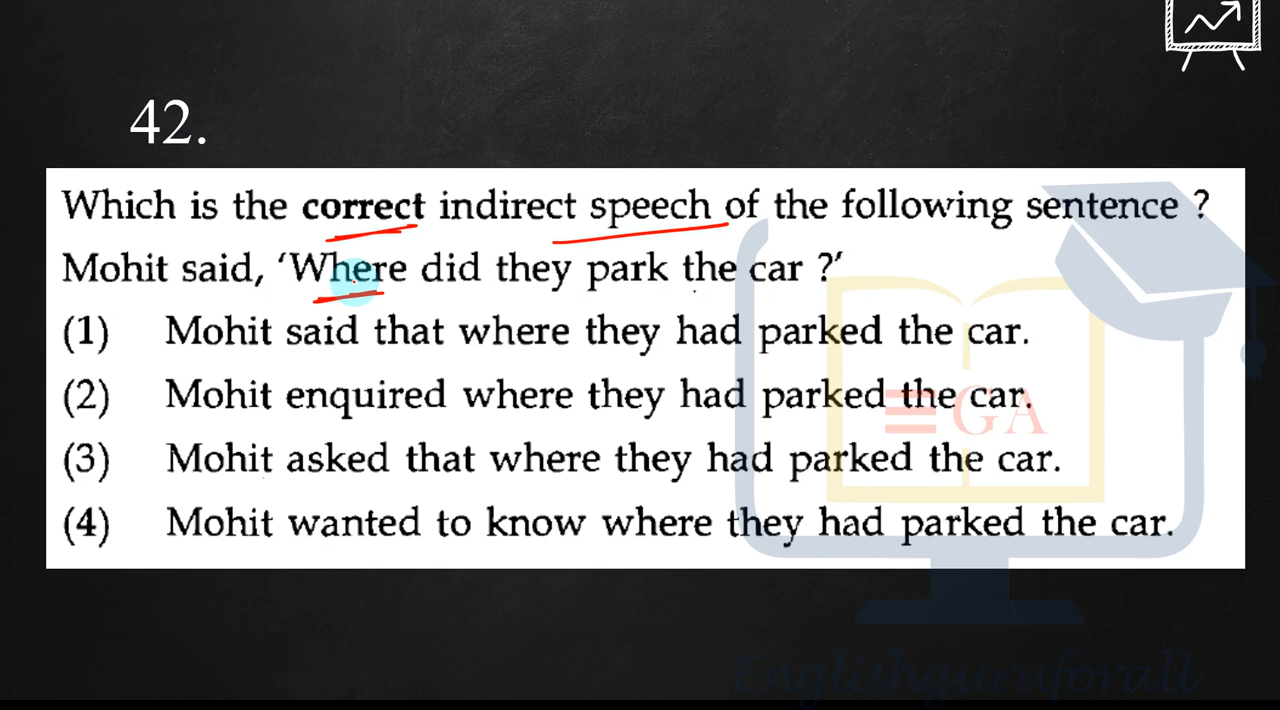 42.
Which is the correct indirect speech of the following sentence ?
Mohit said, ‘Where did they park the car ?’
(1) Mohit said that where they had parked the car.
(2) Mohit enquired where they had parked the car.
(3) Mohit asked that where they had parked the car.
(4) Mohit wanted to know where they had parked the car.
GA
Englishguruforall